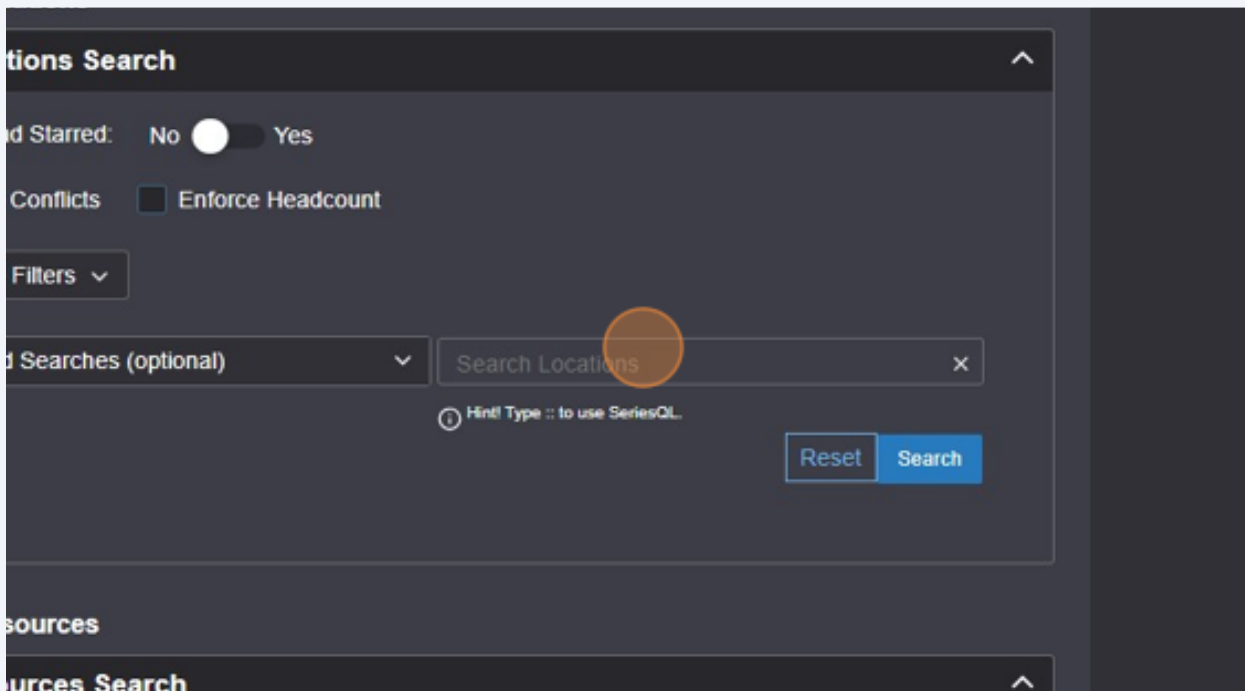 tions Search
nd Starred: No Yes
Conflicts Enforce Headcount
Filters
d Searches (optional) Search Locations
Hint! Type :: to use SeriesQL.
Reset Search
sources
urces Search